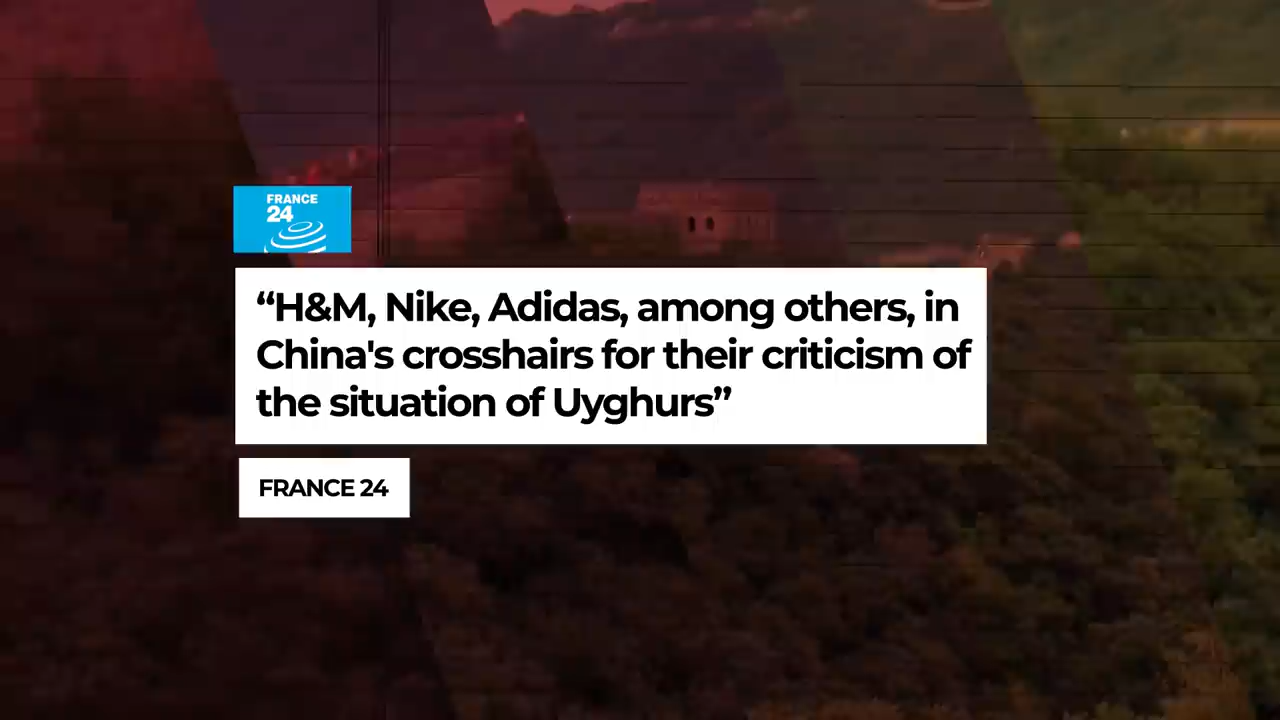 FRANCE
24
“H&M, Nike, Adidas, among others, in
China's crosshairs for their criticism of
the situation of Uyghurs”
FRANCE 24